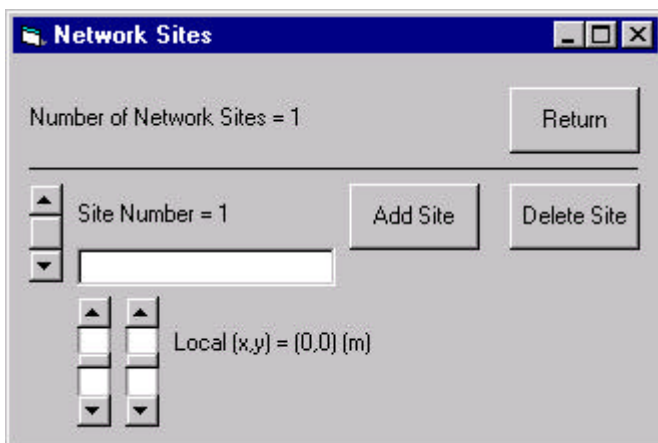 Network Sites
Number of Network Sites = 1
Return
Site Number = 1
Add Site
Delete Site
Local (x,y) = (0,0) (m)